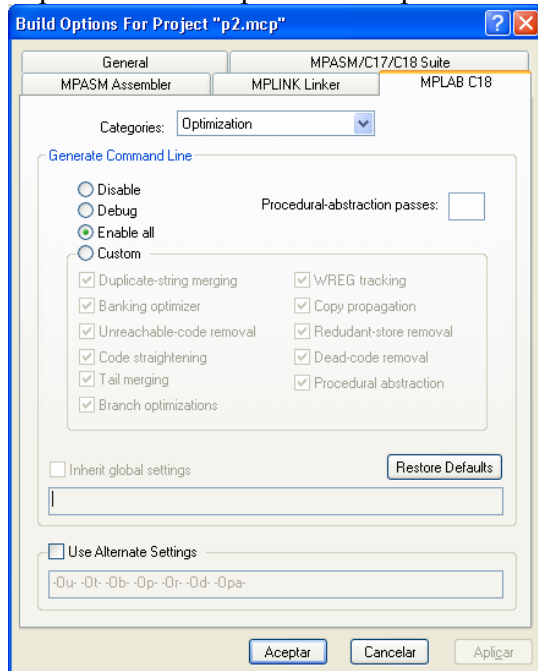 Build Options For Project "p2.mcp"
General MPASM/C17/C18 Suite
MPASM Assembler MPLINK Linker MPLAB C18
Categories: Optimization
Generate Command Line
Disable
Debug Procedural-abstraction passes:
Enable all
Custom
Duplicate-string merging WREG tracking
Banking optimizer Copy propagation
Unreachable-code removal Redudant-store removal
Code straightening Dead-code removal
Tail merging Procedural abstraction
Branch optimizations
Inherit global settings Restore Defaults
Use Alternate Settings
-Ou- -Ot- -Ob- -Op- -Or- -Od- -Opa-
Aceptar Cancelar Aplicar